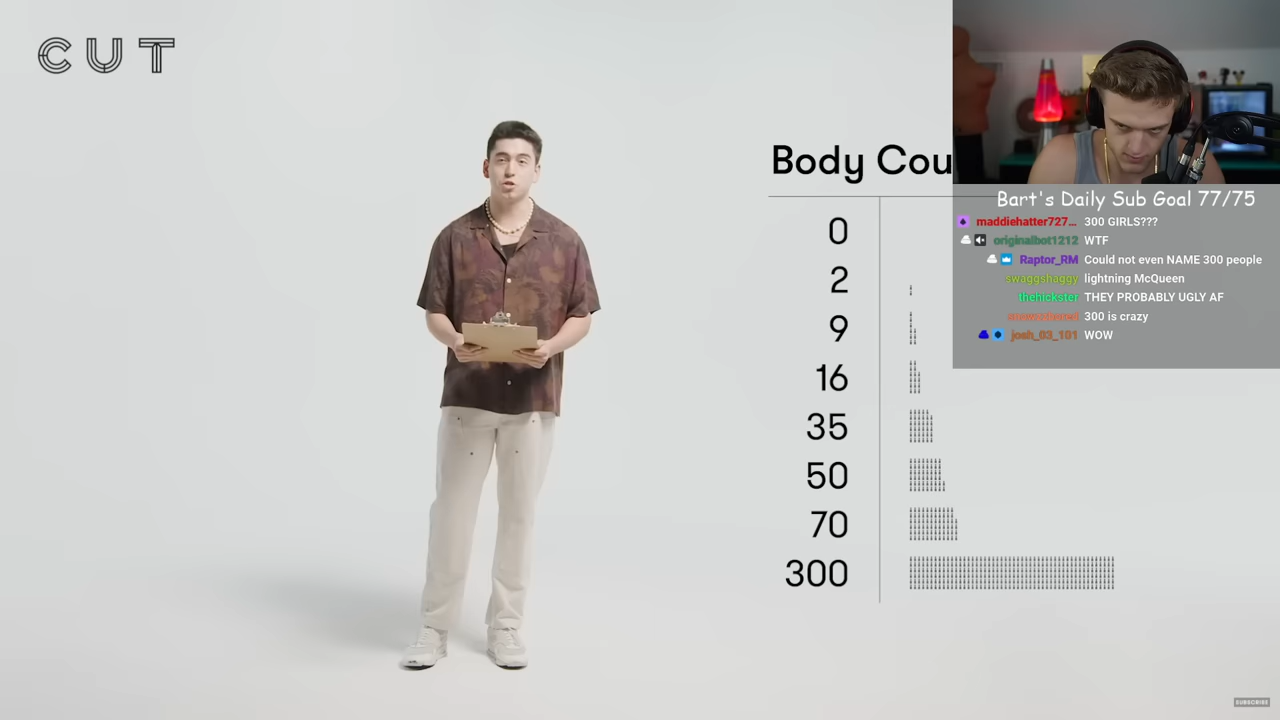 CUT
Body Cou
0
2
9
16
35
50
70
300
Bart's Daily Sub Goal 77/75
maddiehatter727... 300 GIRLS???
originalbot1212 WTF
Raptor_RM Could not even NAME 300 people
swaggshaggy lightning McQueen
thehickster THEY PROBABLY UGLY AF
300 is crazy
josh_03_101 WOW
SUBSCRIBE